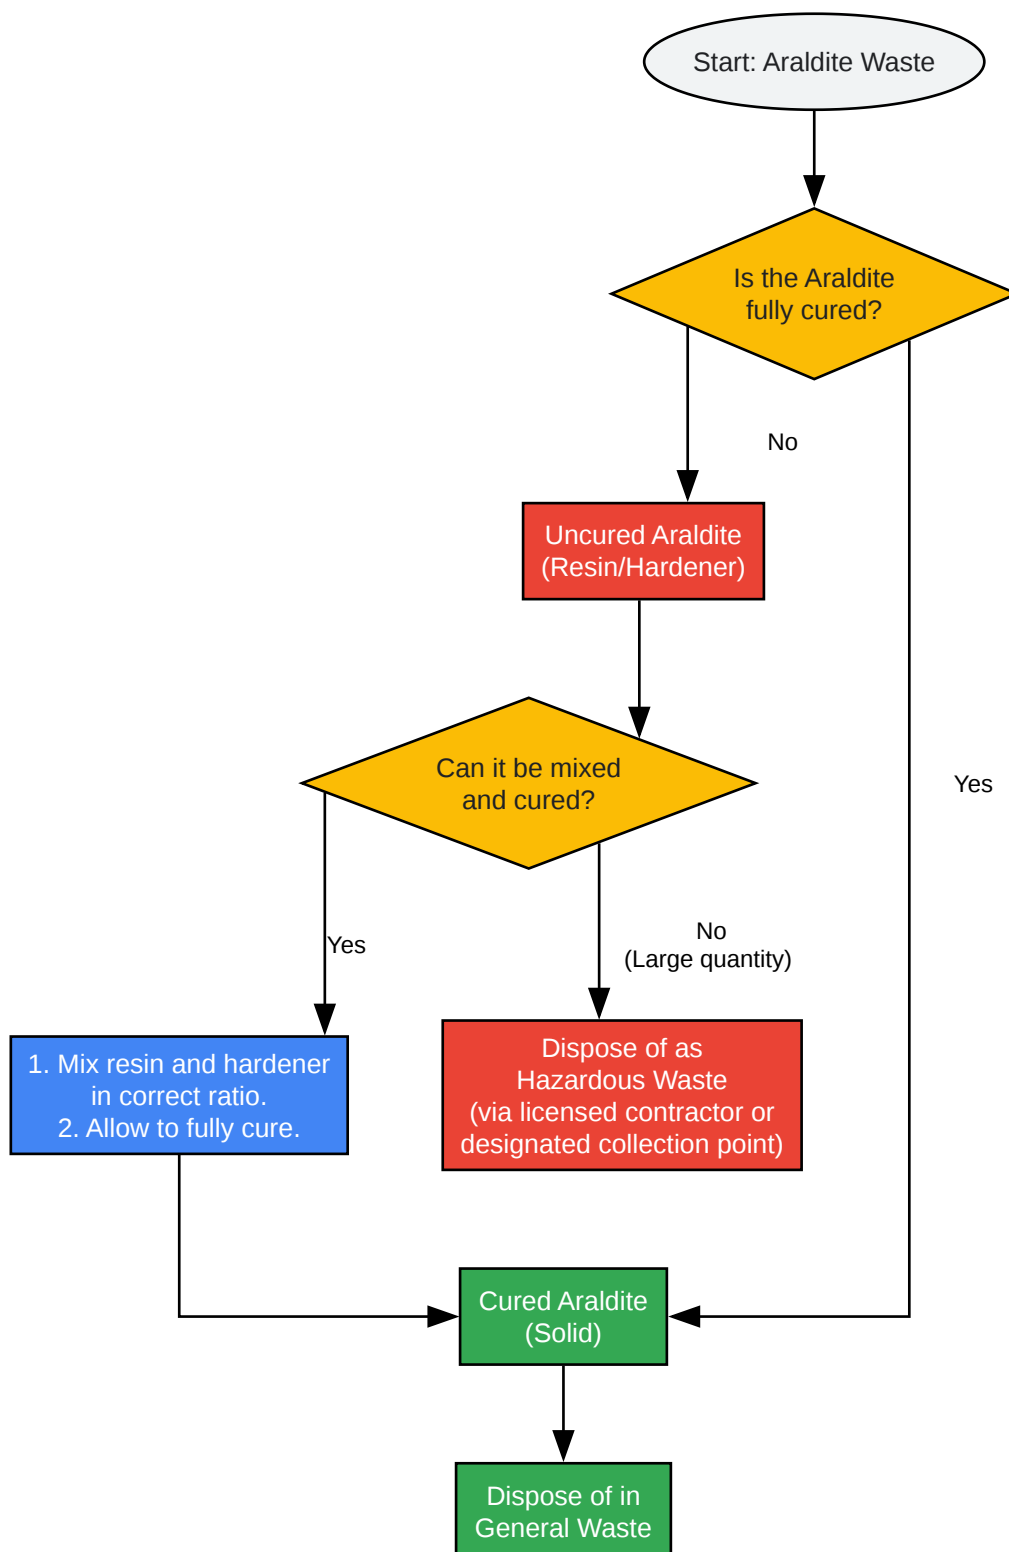 Start: Araldite Waste
Is the Araldite
fully cured?
No
Uncured Araldite
(Resin/Hardener)
Can it be mixed
and cured?
Yes
Yes
No
(Large quantity)
1. Mix resin and hardener
in correct ratio.
2. Allow to fully cure.
Dispose of as
Hazardous Waste
(via licensed contractor or
designated collection point)
Cured Araldite
(Solid)
Dispose of in
General Waste